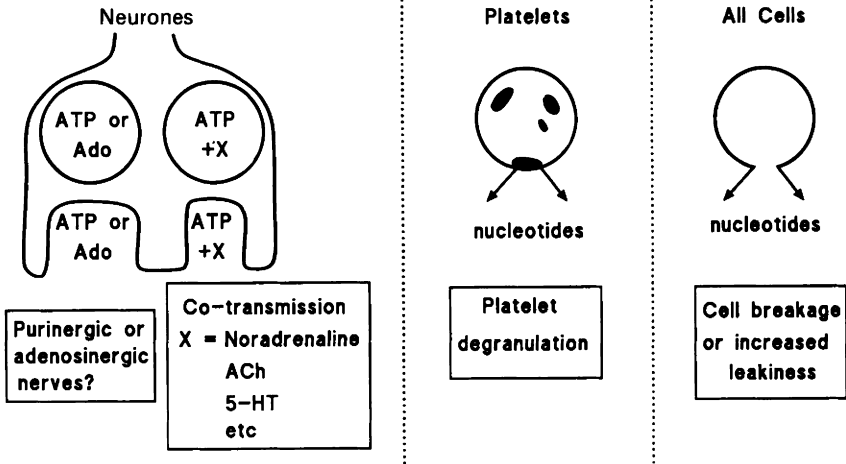 Neurones
ATP or
Ado
ATP
+X
ATP or
Ado
ATP
+X
Purinergic or
adenosinergic
nerves?
Co-transmission
X = Noradrenaline
ACh
5-HT
etc
Platelets
nucleotides
Platelet
degranulation
All Cells
nucleotides
Cell breakage
or increased
leakiness